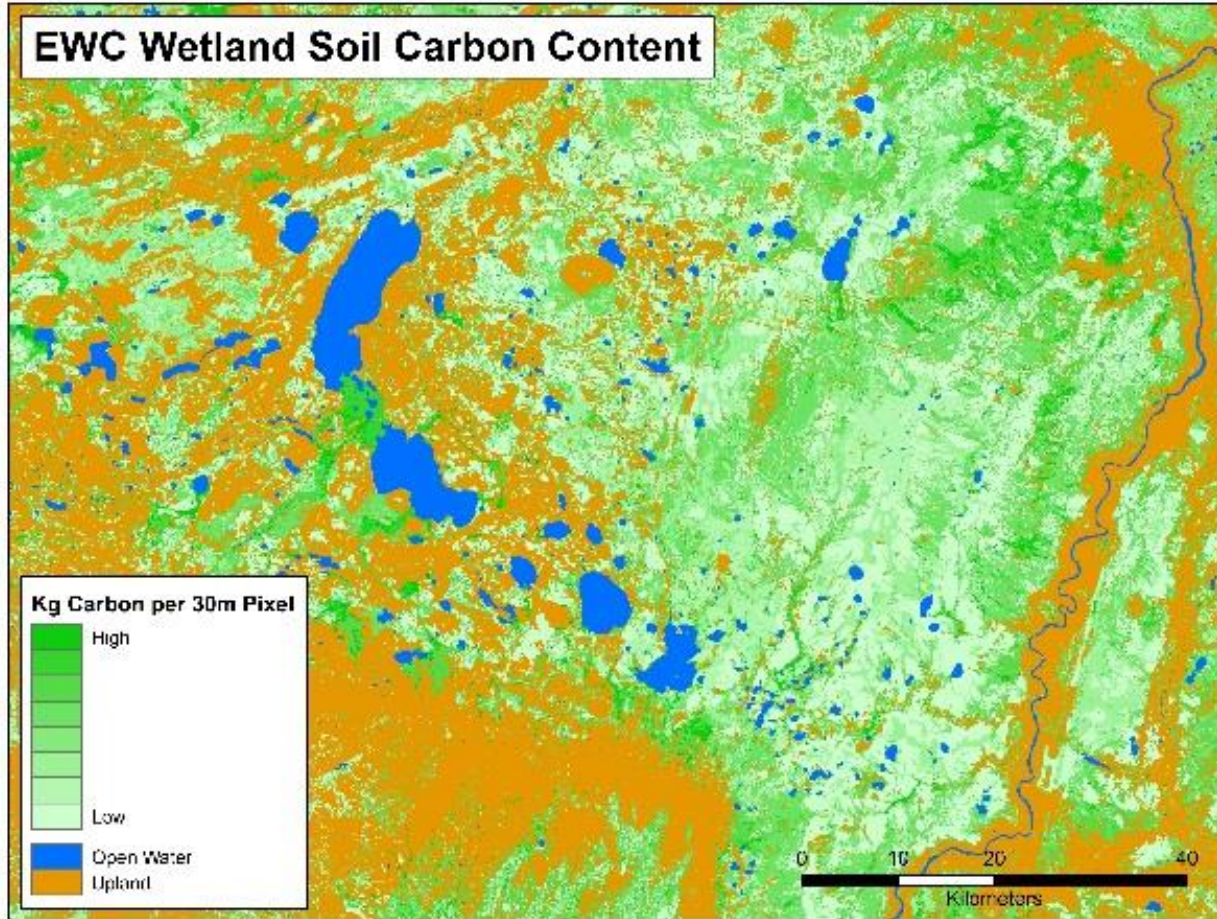 EWC Wetland Soil Carbon Content
Kg Carbon per 30m Pixel
High
Low
Open Water
Upland
0 10 20 40
Kilometers